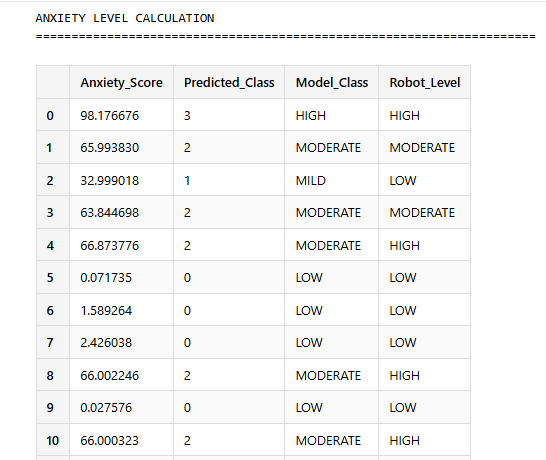 ANXIETY LEVEL CALCULATION
======================================================================
Anxiety_Score Predicted_Class Model_Class Robot_Level
0 98.176676 3 HIGH HIGH
1 65.993830 2 MODERATE MODERATE
2 32.999018 1 MILD LOW
3 63.844698 2 MODERATE MODERATE
4 66.873776 2 MODERATE HIGH
5 0.071735 0 LOW LOW
6 1.589264 0 LOW LOW
7 2.426038 0 LOW LOW
8 66.002246 2 MODERATE HIGH
9 0.027576 0 LOW LOW
10 66.000323 2 MODERATE HIGH